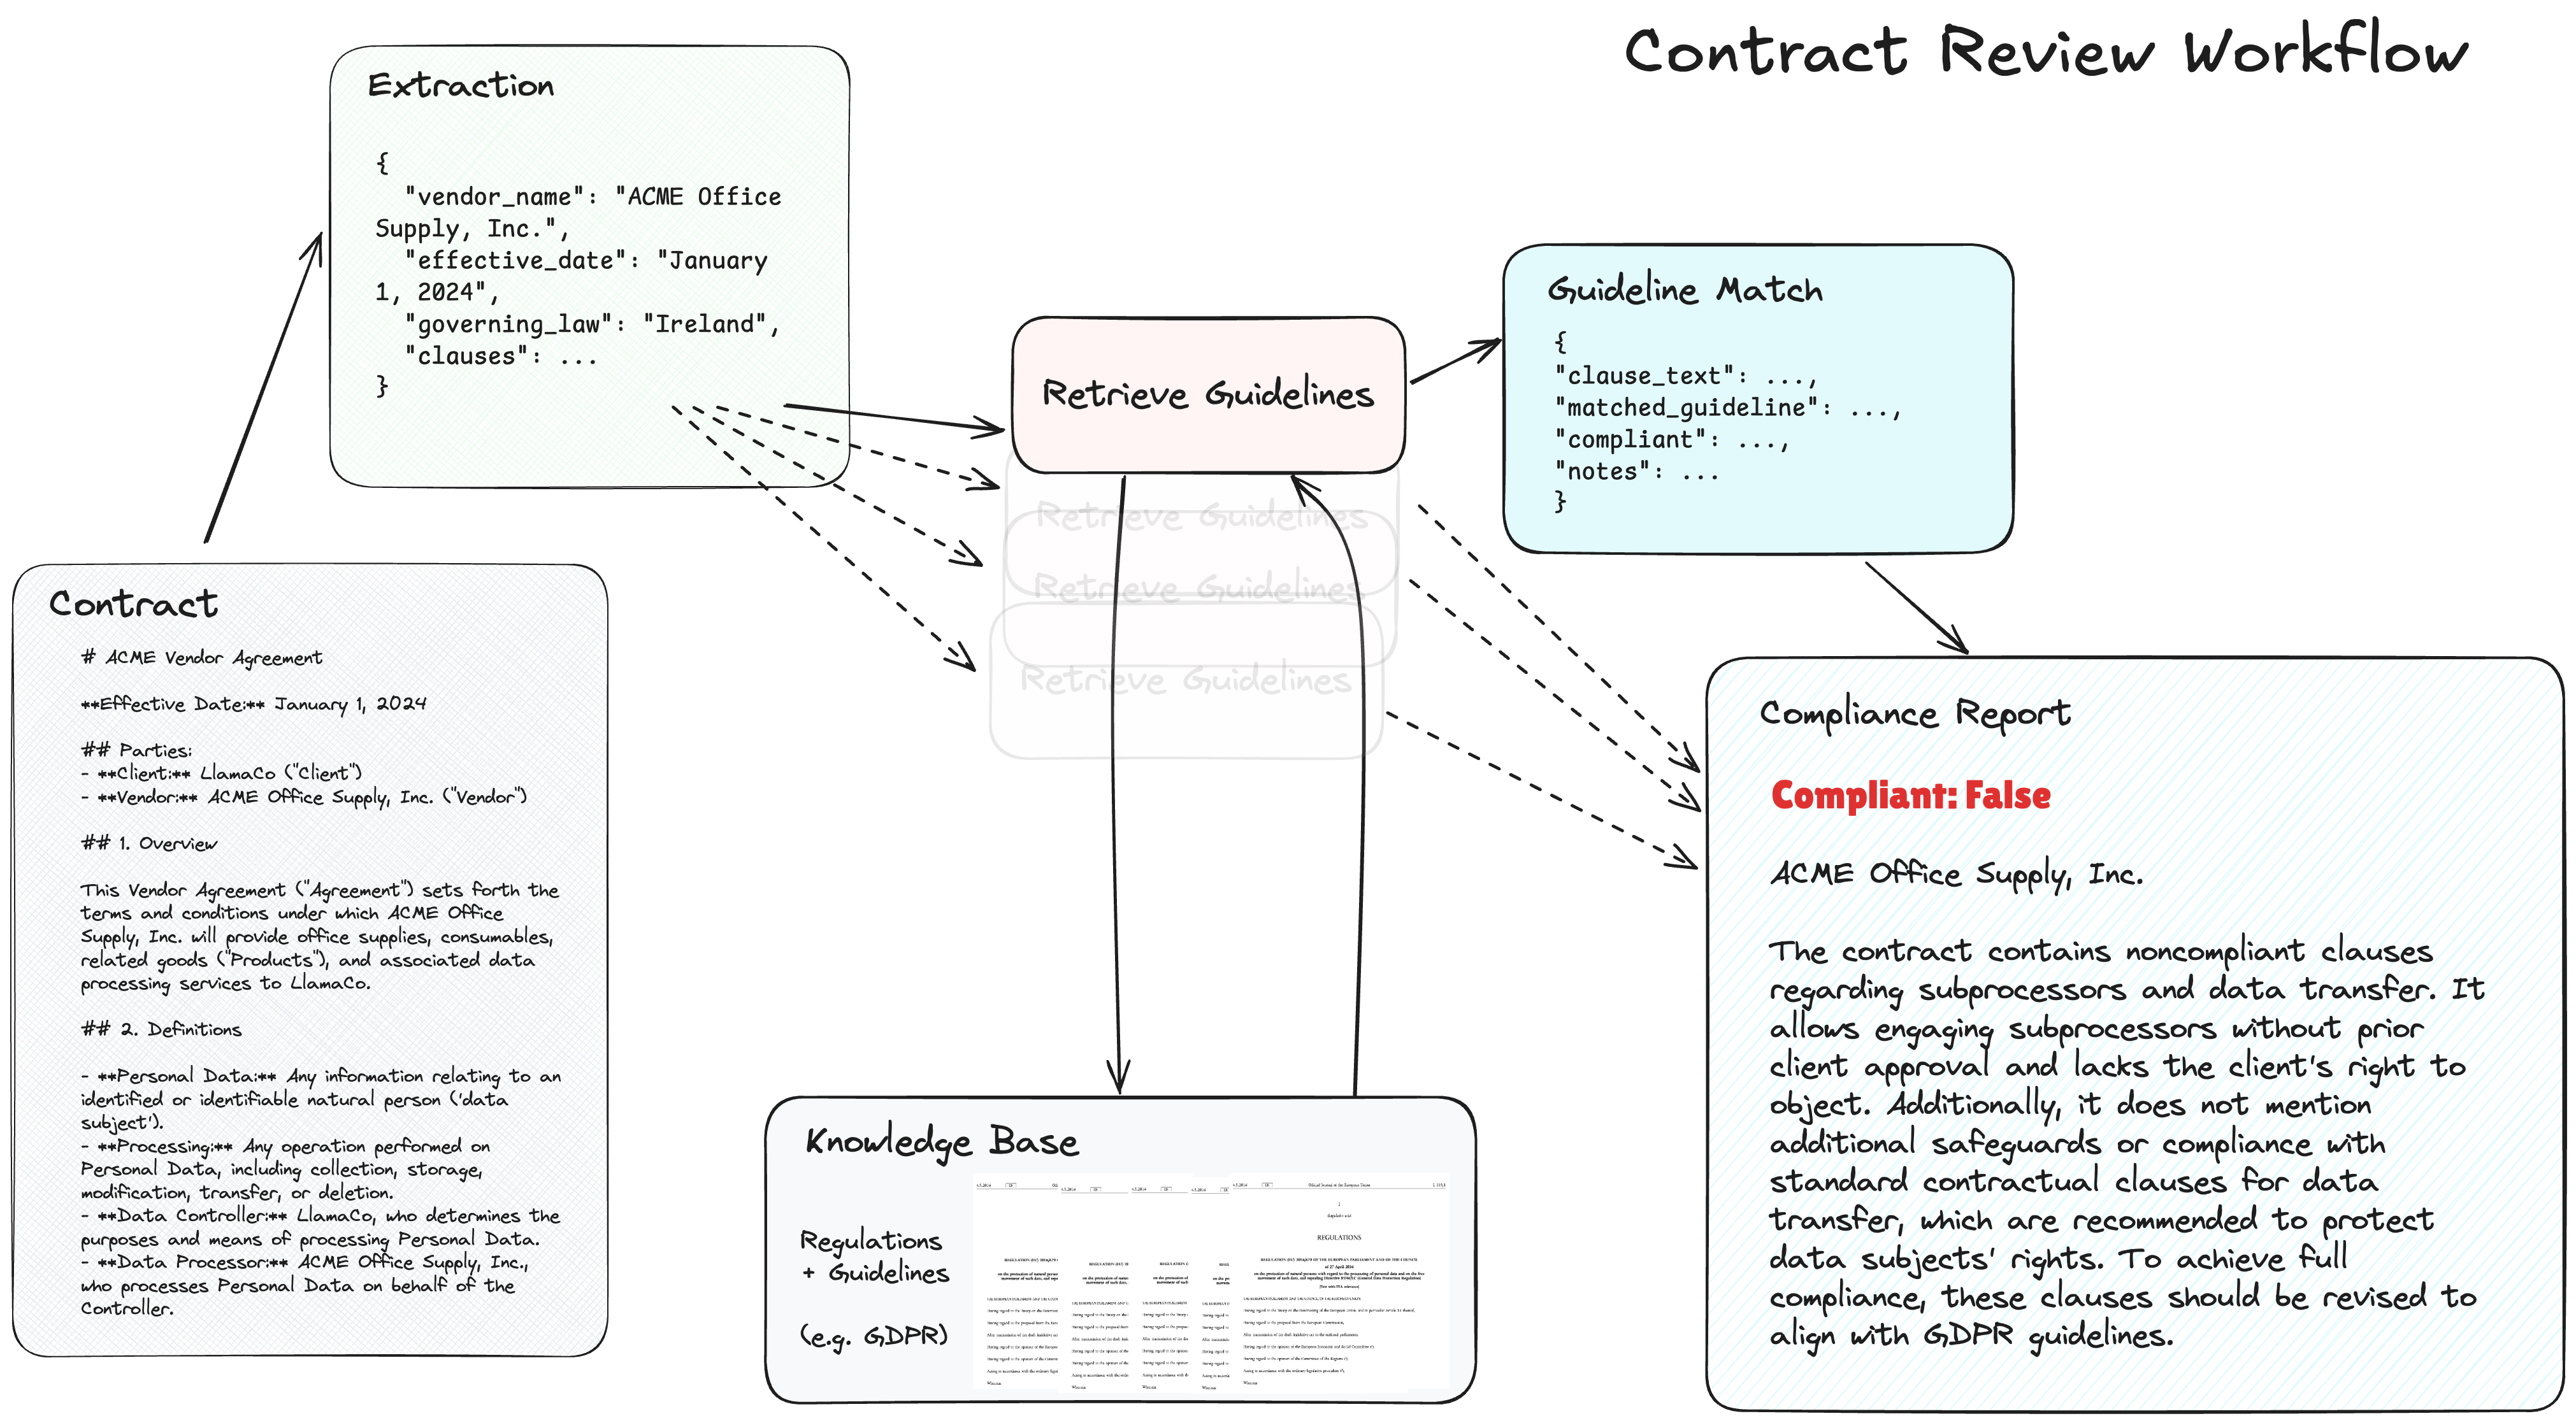 Contract Review Workflow
Extraction
{
"vendor_name": "ACME Office
Supply, Inc.",
"effective_date": "January
1, 2024",
"governing_law": "Ireland",
"clauses": ...
}
Contract
# ACME Vendor Agreement
**Effective Date:** January 1, 2024
## Parties:
- **Client:** LlamaCo ("Client")
- **Vendor:** ACME Office Supply, Inc. ("Vendor")
## 1. Overview
This Vendor Agreement ("Agreement") sets forth the
terms and conditions under which ACME Office
Supply, Inc. will provide office supplies, consumables,
related goods ("Products"), and associated data
processing services to LlamaCo.
## 2. Definitions
- **Personal Data:** Any information relating to an
identified or identifiable natural person ('data
subject').
- **Processing:** Any operation performed on
Personal Data, including collection, storage,
modification, transfer, or deletion.
- **Data Controller:** LlamaCo, who determines the
purposes and means of processing Personal Data.
- **Data Processor:** ACME Office Supply, Inc.,
who processes Personal Data on behalf of the
Controller.
Retrieve Guidelines
Retrieve Guidelines
Retrieve Guidelines
Retrieve Guidelines
Knowledge Base
Regulations
+ Guidelines
(e.g. GDPR)
REGULATIONS
Guideline Match
{
"clause_text": ...,
"matched_guideline": ...,
"compliant": ...,
"notes": ...
}
Compliance Report
Compliant: False
ACME Office Supply, Inc.
The contract contains noncompliant clauses
regarding subprocessors and data transfer. It
allows engaging subprocessors without prior
client approval and lacks the client's right to
object. Additionally, it does not mention
additional safeguards or compliance with
standard contractual clauses for data
transfer, which are recommended to protect
data subjects' rights. To achieve full
compliance, these clauses should be revised to
align with GDPR guidelines.